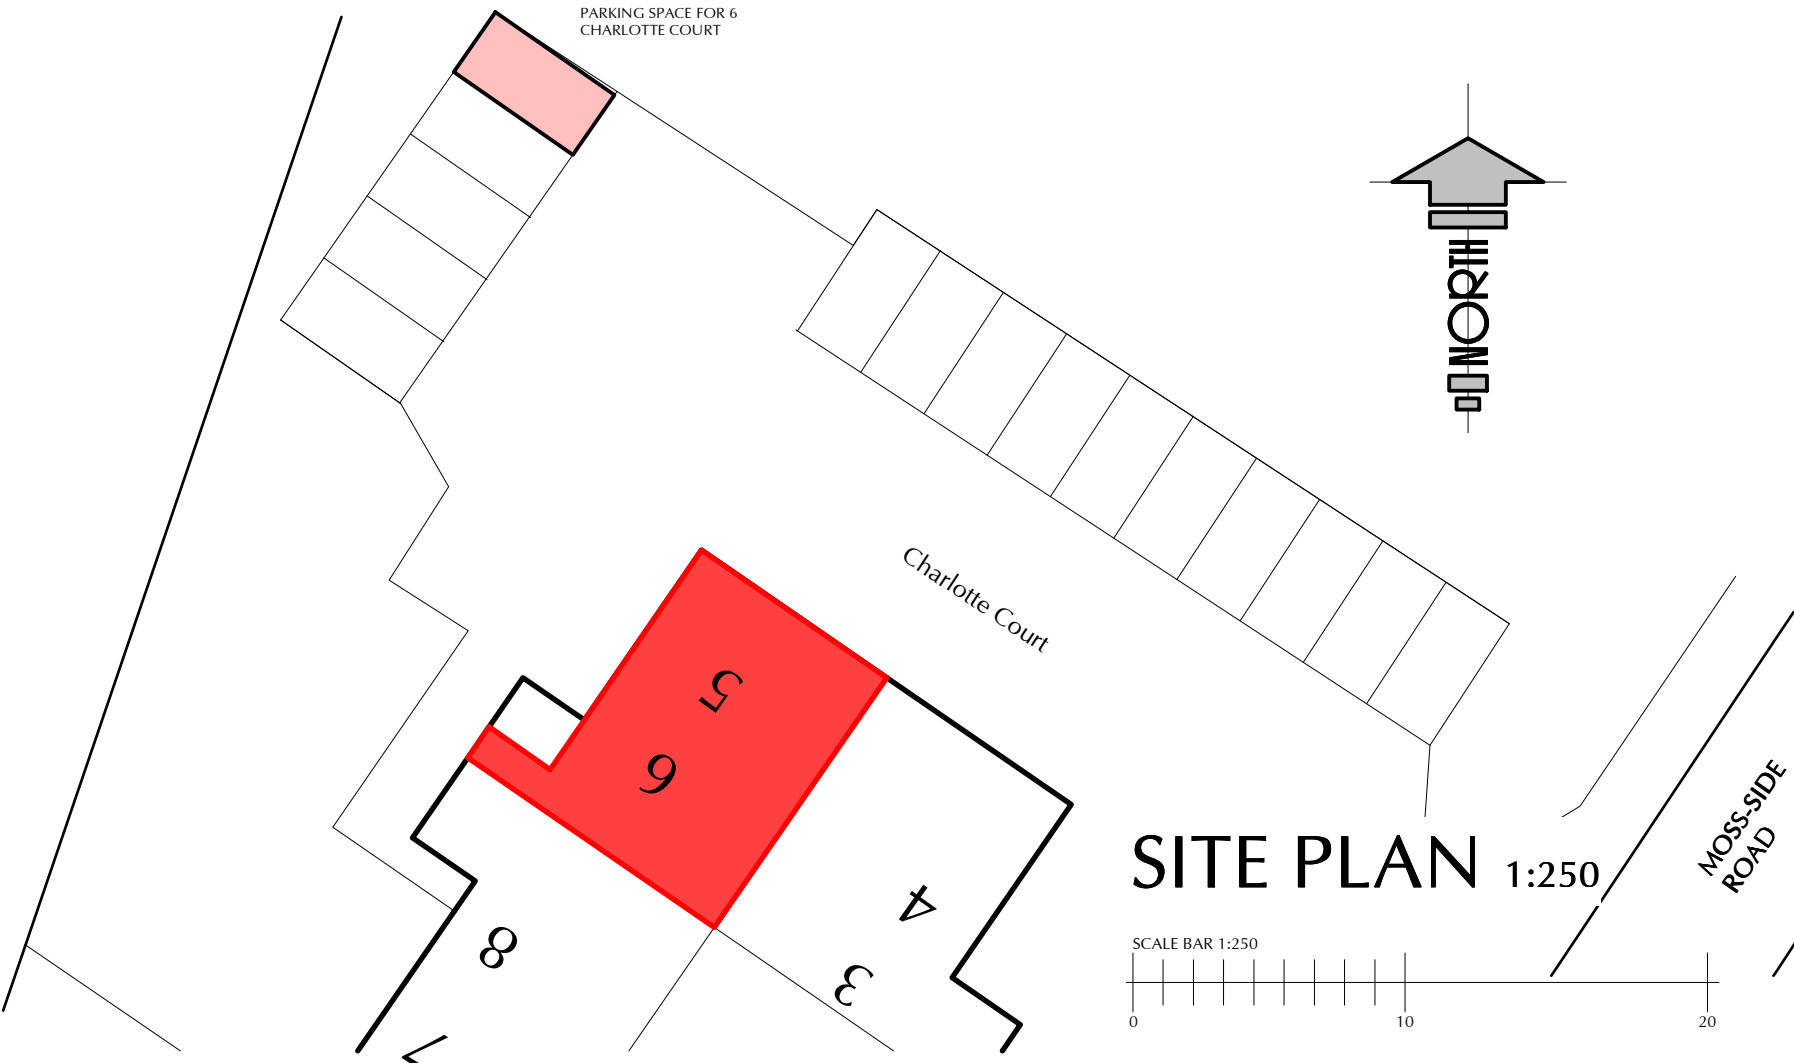 PARKING SPACE FOR 6
CHARLOTTE COURT
NORTH
Charlotte Court
5
6
MOSS-SIDE
ROAD
SITE PLAN 1:250
4
8
3
7
SCALE BAR 1:250
0 10 20